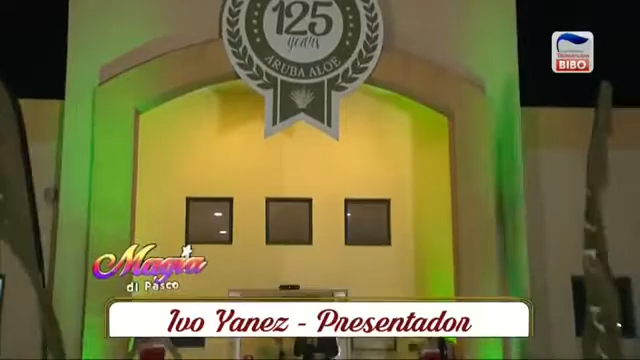 125
years
ARUBA ALOE
BIBO
Magia
di Pasco
Ivo Yanez - Presentador